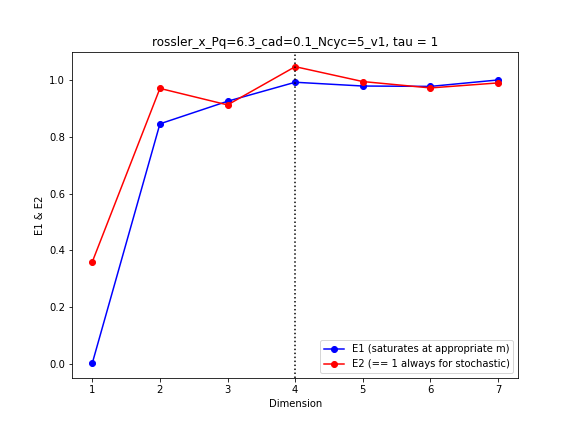 rossler_x_Pq=6.3_cad=0.1_Ncyc=5_v1, tau = 1
1.0
0.8
0.6
0.4
0.2
0.0
E1 & E2
E1 (saturates at appropriate m)
E2 (== 1 always for stochastic)
1 2 3 4 5 6 7
Dimension